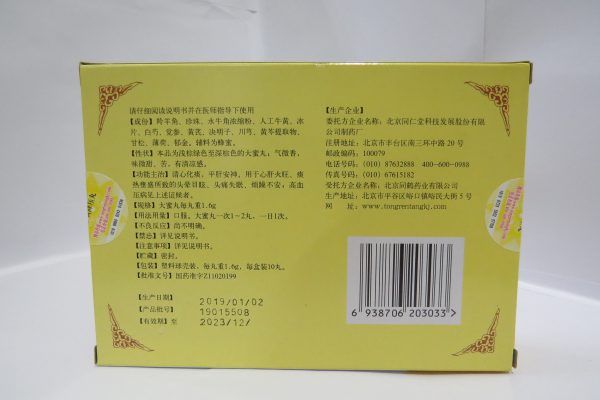 请仔细阅读说明书并在医师指导下使用
【成份】羚羊角、珍珠、水牛角浓缩粉、人工牛黄、冰
片、白芍、党参、黄芪、决明子、川芎、黄芩提取物、
甘松、薄荷、郁金。辅料为蜂蜜。
【性状】本品为浅棕绿色至深棕色的大蜜丸；气微香，
味微甜、苦，有清凉感。
【功能主治】清心化痰，平肝安神。用于心肝火旺、痰
热壅盛所致的头晕目眩、头痛失眠、烦躁不安；高血
压病见上述证候者。
【规格】大蜜丸每丸重1.6g
【用法用量】口服。大蜜丸一次1～2丸，一日1次。
【不良反应】尚不明确。
【禁忌】详见说明书。
【注意事项】详见说明书。
【贮藏】密封。
【包装】塑料球壳装，每丸重1.6g，每盒装10丸。
【批准文号】国药准字Z11020199
【生产日期】 2019/01/02
【产品批号】 19015508
【有效期】至 2023/12/
【生产企业】
委托方企业名称：北京同仁堂科技发展股份有限
公司制药厂
注册地址：北京市丰台区南三环中路 20 号
邮政编码：100079
电话号码：(010) 87632888 400-600-0988
传真号码：(010) 67615182
受托方企业名称：北京同鹤药业有限公司
生产地址：北京市平谷区峪口镇峪民大街 5 号
网 址：www.tongrentangkj.com
6 938706 203033 >